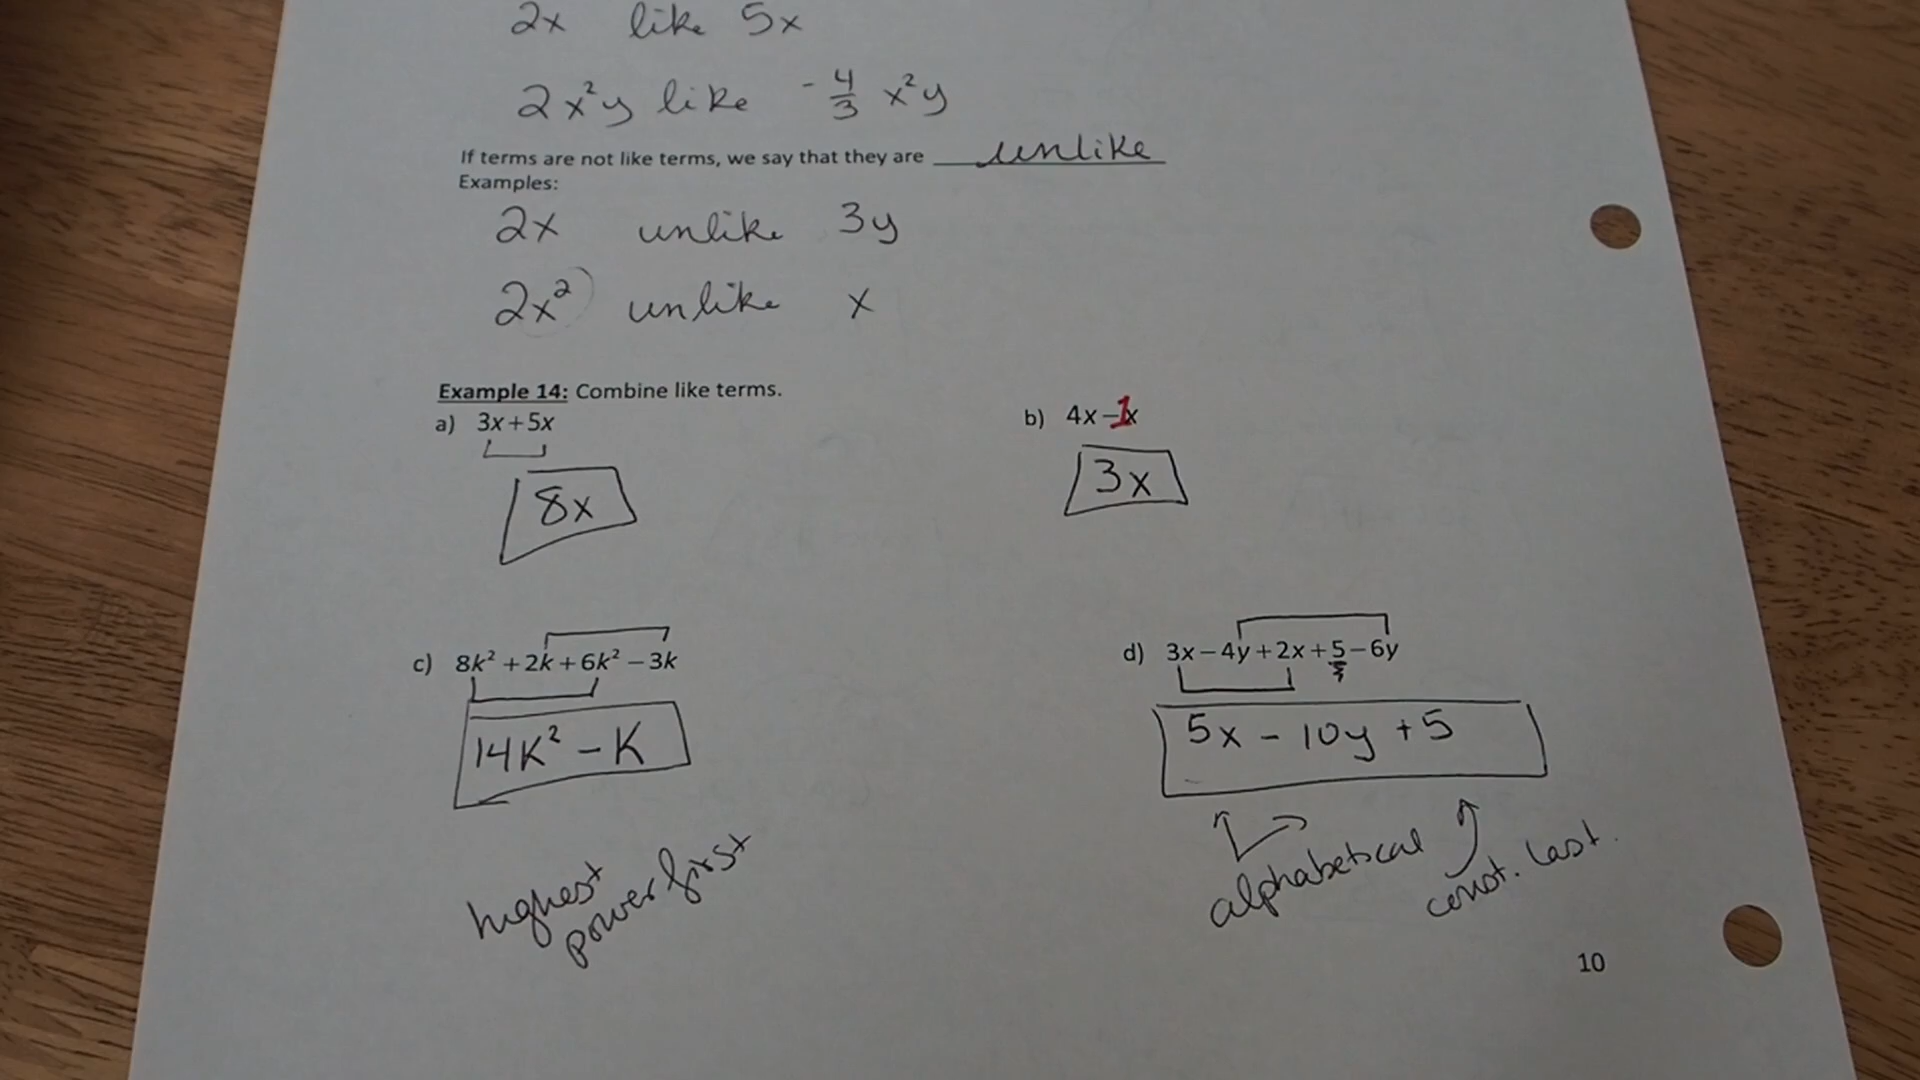 2x like 5x
2x²y like -4/3 x²y
If terms are not like terms, we say that they are unlike
Examples:
2x unlike 3y
2x² unlike x
Example 14: Combine like terms.
a) 3x+5x
8x
b) 4x-1x
3x
c) 8k²+2k+6k²-3k
14K² - K
highest
power first
d) 3x-4y+2x+5-6y
5x - 10y + 5
alphabetical
const. last.
10